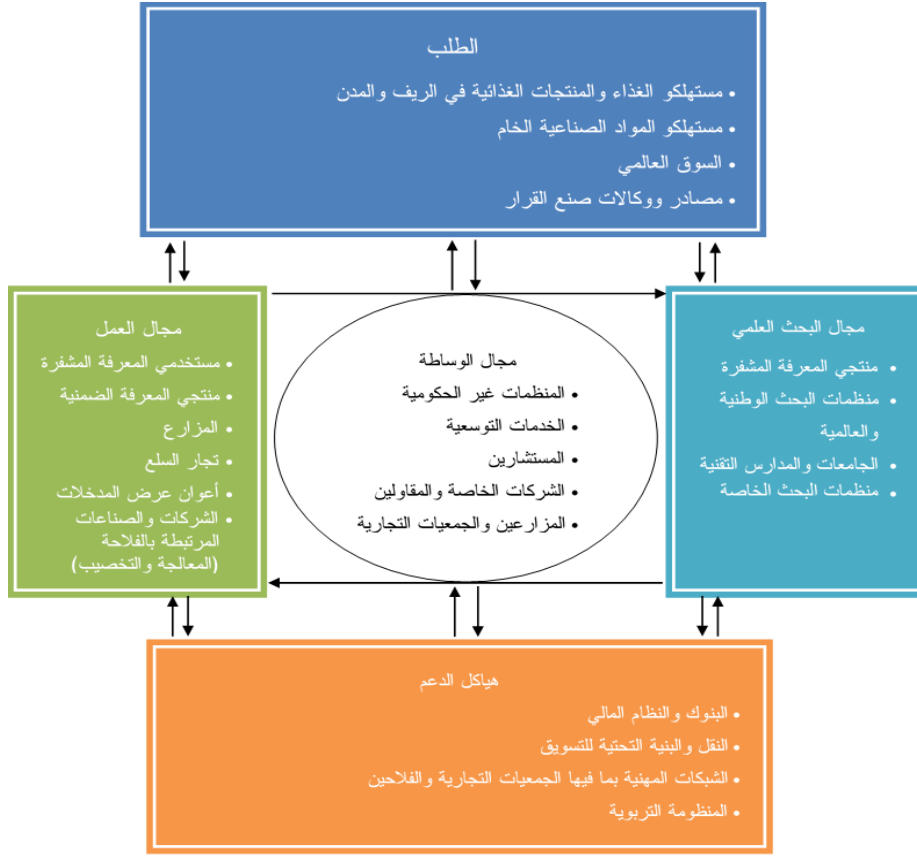 الطلب
• مستهلكو الغذاء والمنتجات الغذائية في الريف والمدن
• مستهلكو المواد الصناعية الخام
• السوق العالمي
• مصادر ووكالات صنع القرار
مجال البحث العلمي
• منتجي المعرفة المشفرة
• منظمات البحث الوطنية
والعالمية
• الجامعات والمدارس التقنية
• منظمات البحث الخاصة
مجال الوساطة
• المنظمات غير الحكومية
• الخدمات التوسعية
• المستشارين
• الشركات الخاصة والمقاولين
• المزارعين والجمعيات التجارية
مجال العمل
• مستخدمي المعرفة المشفرة
• منتجي المعرفة الضمنية
• المزارع
• تجار السلع
• أعوان عرض المدخلات
• الشركات والصناعات
المرتبطة بالفلاحة
(المعالجة والتخصيب)
هياكل الدعم
• البنوك والنظام المالي
• النقل والبنية التحتية للتسويق
• الشبكات المهنية بما فيها الجمعيات التجارية والفلاحين
• المنظومة التربوية